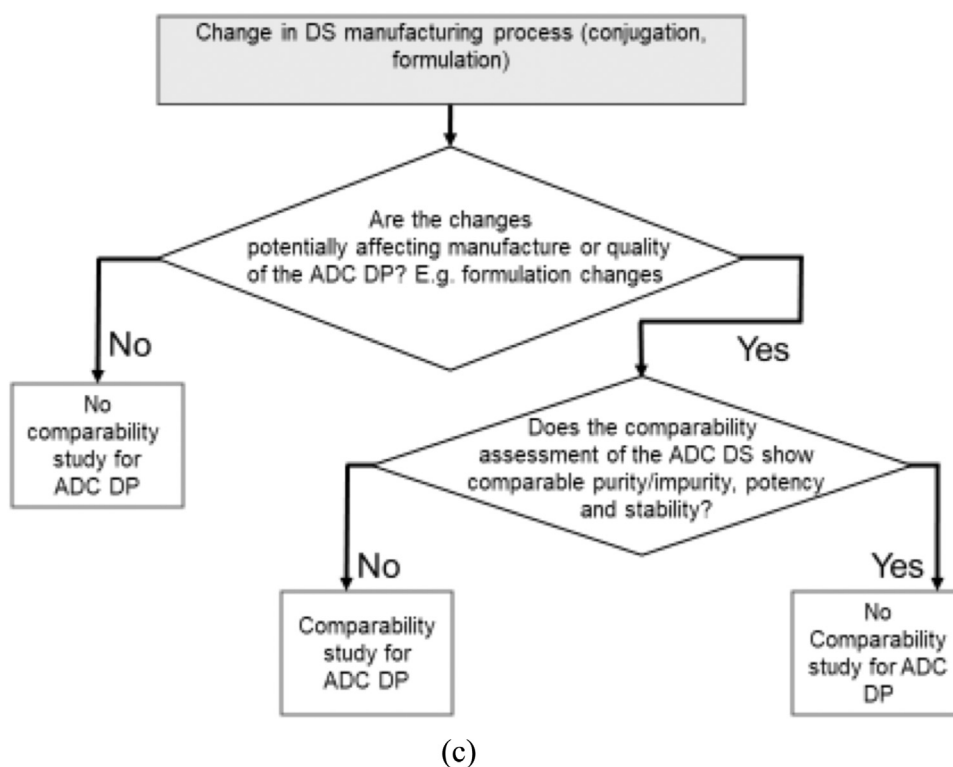 Change in DS manufacturing process (conjugation,
formulation)
Are the changes
potentially affecting manufacture or quality
of the ADC DP? E.g. formulation changes
No
Yes
No
comparability
study for
ADC DP
Does the comparability
assessment of the ADC DS show
comparable purity/impurity, potency
and stability?
No
Yes
Comparability
study for
ADC DP
No
Comparability
study for ADC
DP
(c)